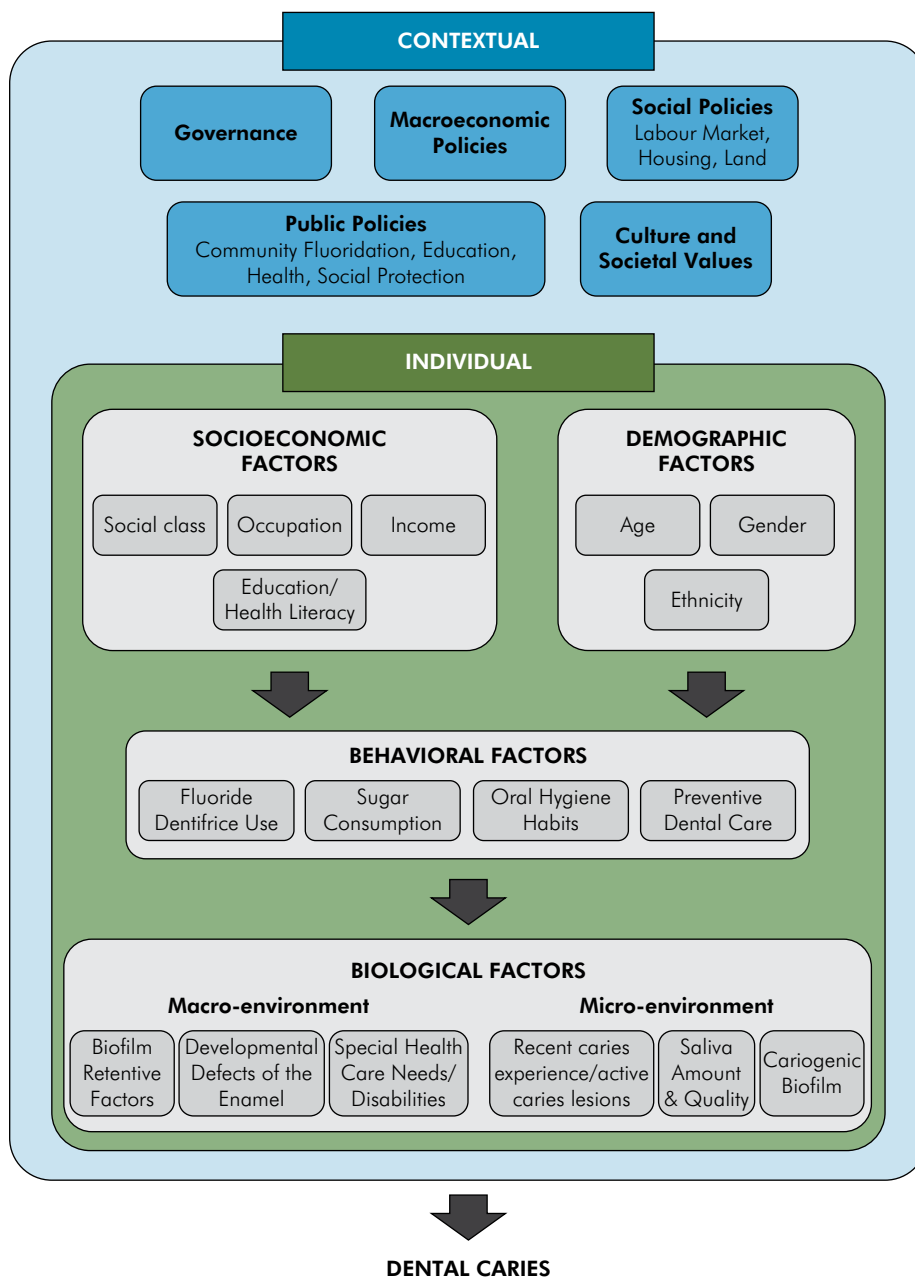 CONTEXTUAL
Governance
Macroeconomic
Policies
Social Policies
Labour Market,
Housing, Land
Public Policies
Community Fluoridation, Education,
Health, Social Protection
Culture and
Societal Values
INDIVIDUAL
SOCIOECONOMIC
FACTORS
Social class
Occupation
Income
Education/
Health Literacy
DEMOGRAPHIC
FACTORS
Age
Gender
Ethnicity
BEHAVIORAL FACTORS
Fluoride
Dentifrice Use
Sugar
Consumption
Oral Hygiene
Habits
Preventive
Dental Care
BIOLOGICAL FACTORS
Macro-environment
Biofilm
Retentive
Factors
Developmental
Defects of the
Enamel
Special Health
Care Needs/
Disabilities
Micro-environment
Recent caries
experience/active
caries lesions
Saliva
Amount
& Quality
Cariogenic
Biofilm
DENTAL CARIES